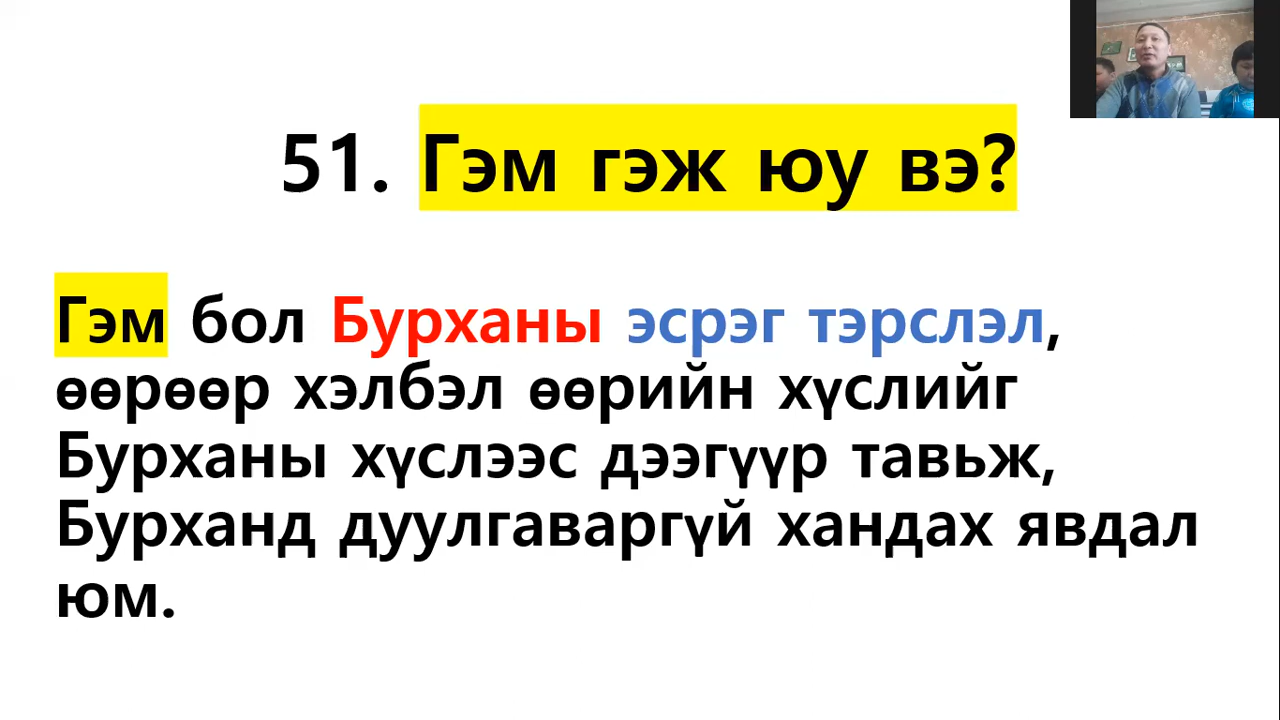 51. Гэм гэж юу вэ?
Гэм бол Бурханы эсрэг тэрслэл,
өөрөөр хэлбэл өөрийн хүслийг
Бурханы хүслээс дээгүүр тавьж,
Бурханд дуулгаваргүй хандах явдал
юм.